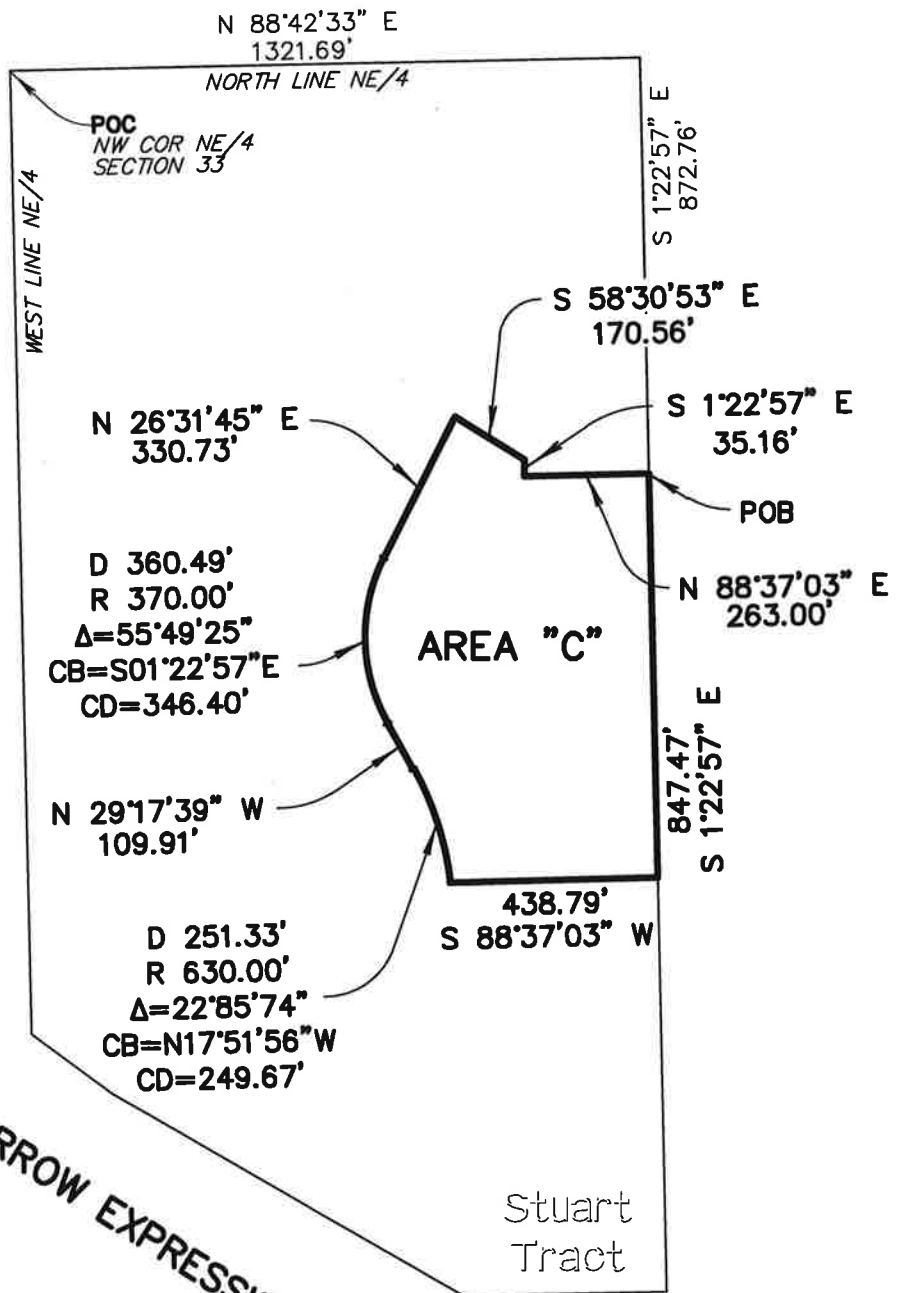 N 88°42'33" E
1321.69'
NORTH LINE NE/4
POC
NW COR NE/4
SECTION 33
WEST LINE NE/4
S 1°22'57" E
872.76'
S 58°30'53" E
170.56'
N 26°31'45" E
330.73'
S 1°22'57" E
35.16'
POB
D 360.49'
R 370.00'
Δ=55°49'25"
CB=S01°22'57"E
CD=346.40'
N 88°37'03" E
263.00'
AREA "C"
847.47'
S 1°22'57" E
N 29°17'39" W
109.91'
438.79'
S 88°37'03" W
D 251.33'
R 630.00'
Δ=22°85'74"
CB=N17°51'56"W
CD=249.67'
Stuart
Tract